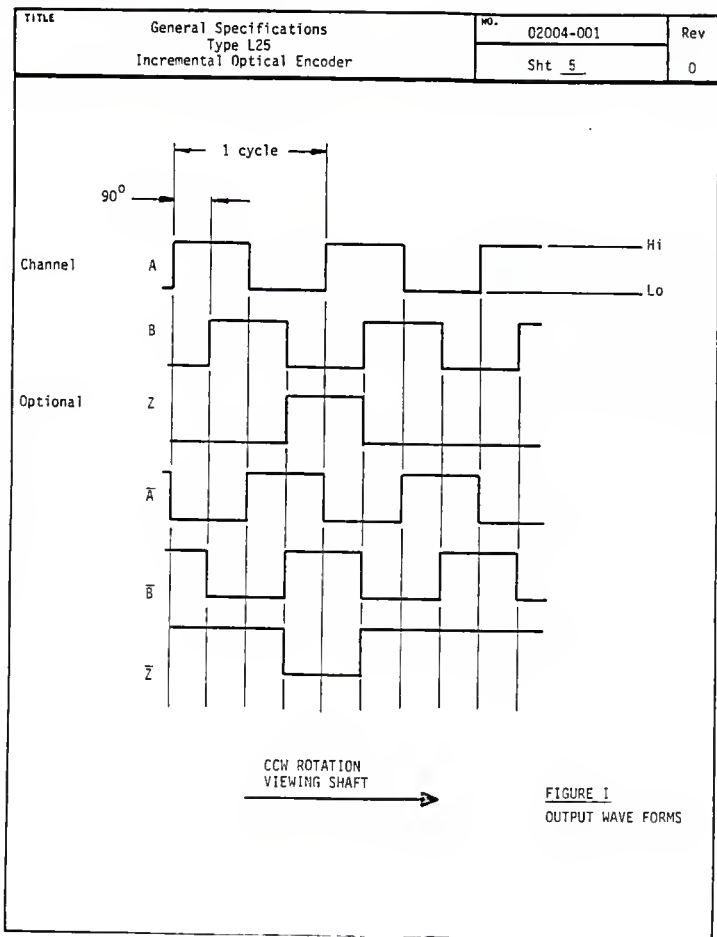 TITLE
General Specifications
Type L25
Incremental Optical Encoder
NO.
02004-001
Rev
Sht 5
0
1 cycle
90°
Channel
A
Hi
Lo
B
Optional
Z
A̅
B̅
Z̅
CCW ROTATION
VIEWING SHAFT
FIGURE I
OUTPUT WAVE FORMS